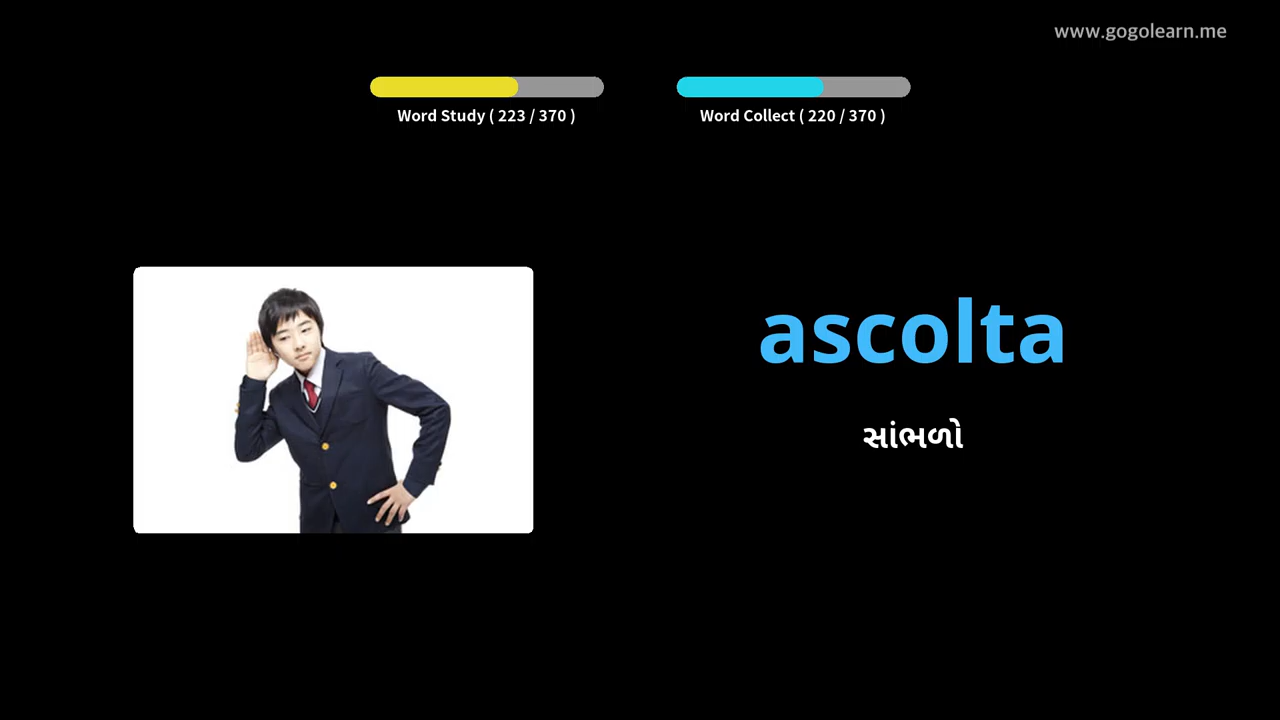 www.gogolearn.me
Word Study ( 223 / 370 )
Word Collect ( 220 / 370 )
ascolta
સાંભળો